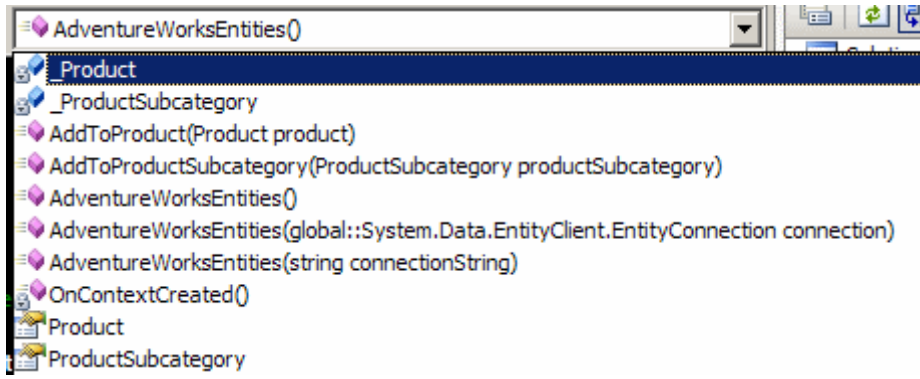 AdventureWorksEntities()
_Product
_ProductSubcategory
AddToProduct(Product product)
AddToProductSubcategory(ProductSubcategory productSubcategory)
AdventureWorksEntities()
AdventureWorksEntities(global::System.Data.EntityClient.EntityConnection connection)
AdventureWorksEntities(string connectionString)
OnContextCreated()
Product
ProductSubcategory